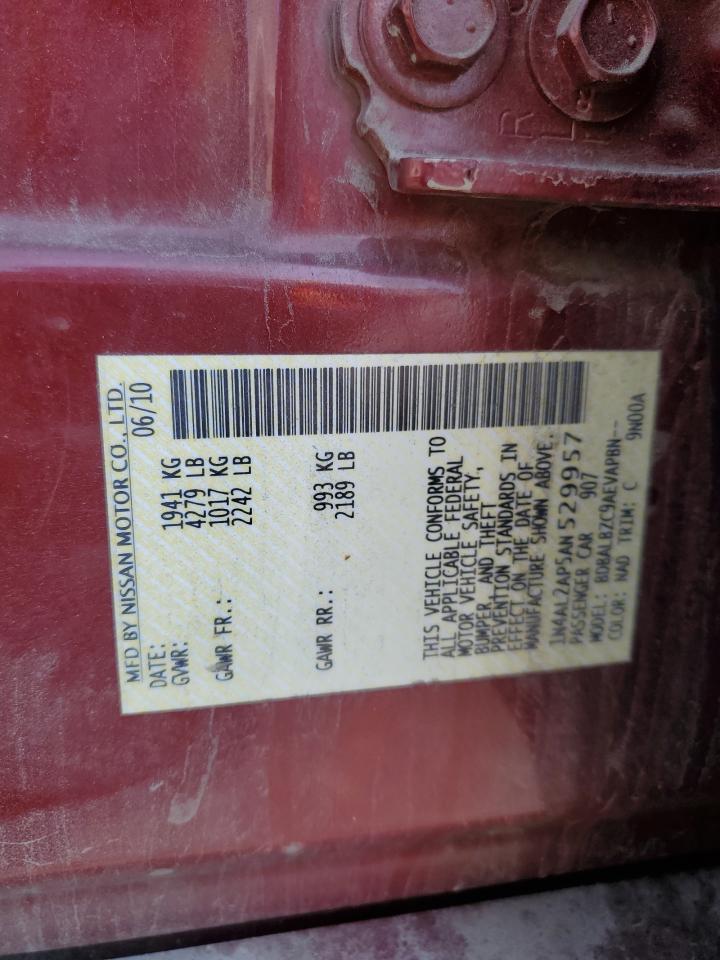 MFD BY NISSAN MOTOR CO., LTD.
DATE: 06/10
GVWR: 1941 KG
4279 LB
GAWR FR.: 1017 KG
2242 LB
GAWR RR.: 993 KG
2189 LB
THIS VEHICLE CONFORMS TO
ALL APPLICABLE FEDERAL
MOTOR VEHICLE SAFETY,
BUMPER, AND THEFT
PREVENTION STANDARDS IN
EFFECT ON THE DATE OF
MANUFACTURE SHOWN ABOVE.
1N4AL2AP5AN529957
PASSENGER CAR 907
MODEL: BDBALBZC9AEVAPBN--
COLOR: NAD TRIM: C 9N00A
R
L